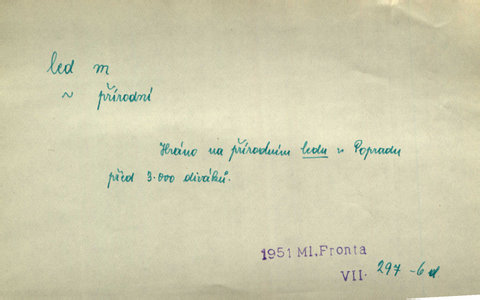 led m
~ přírodní
Hráno na přírodním ledu v Popradu
před 3.000 diváků.
1951 Ml.Fronta
VII. 297 -6